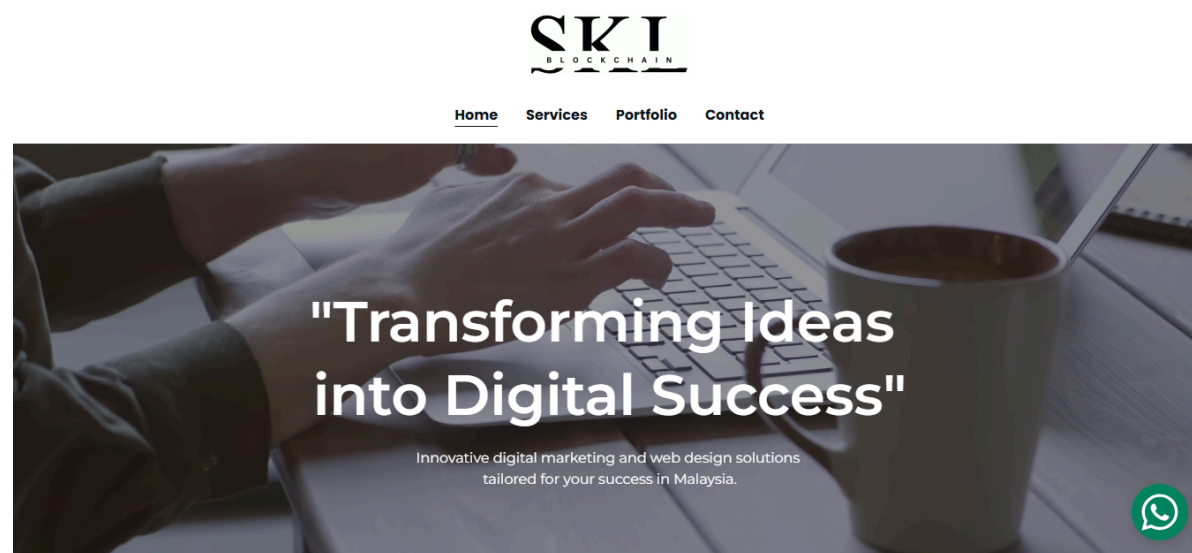 SKL
BLOCKCHAIN
Home Services Portfolio Contact
"Transforming Ideas
into Digital Success"
Innovative digital marketing and web design solutions
tailored for your success in Malaysia.